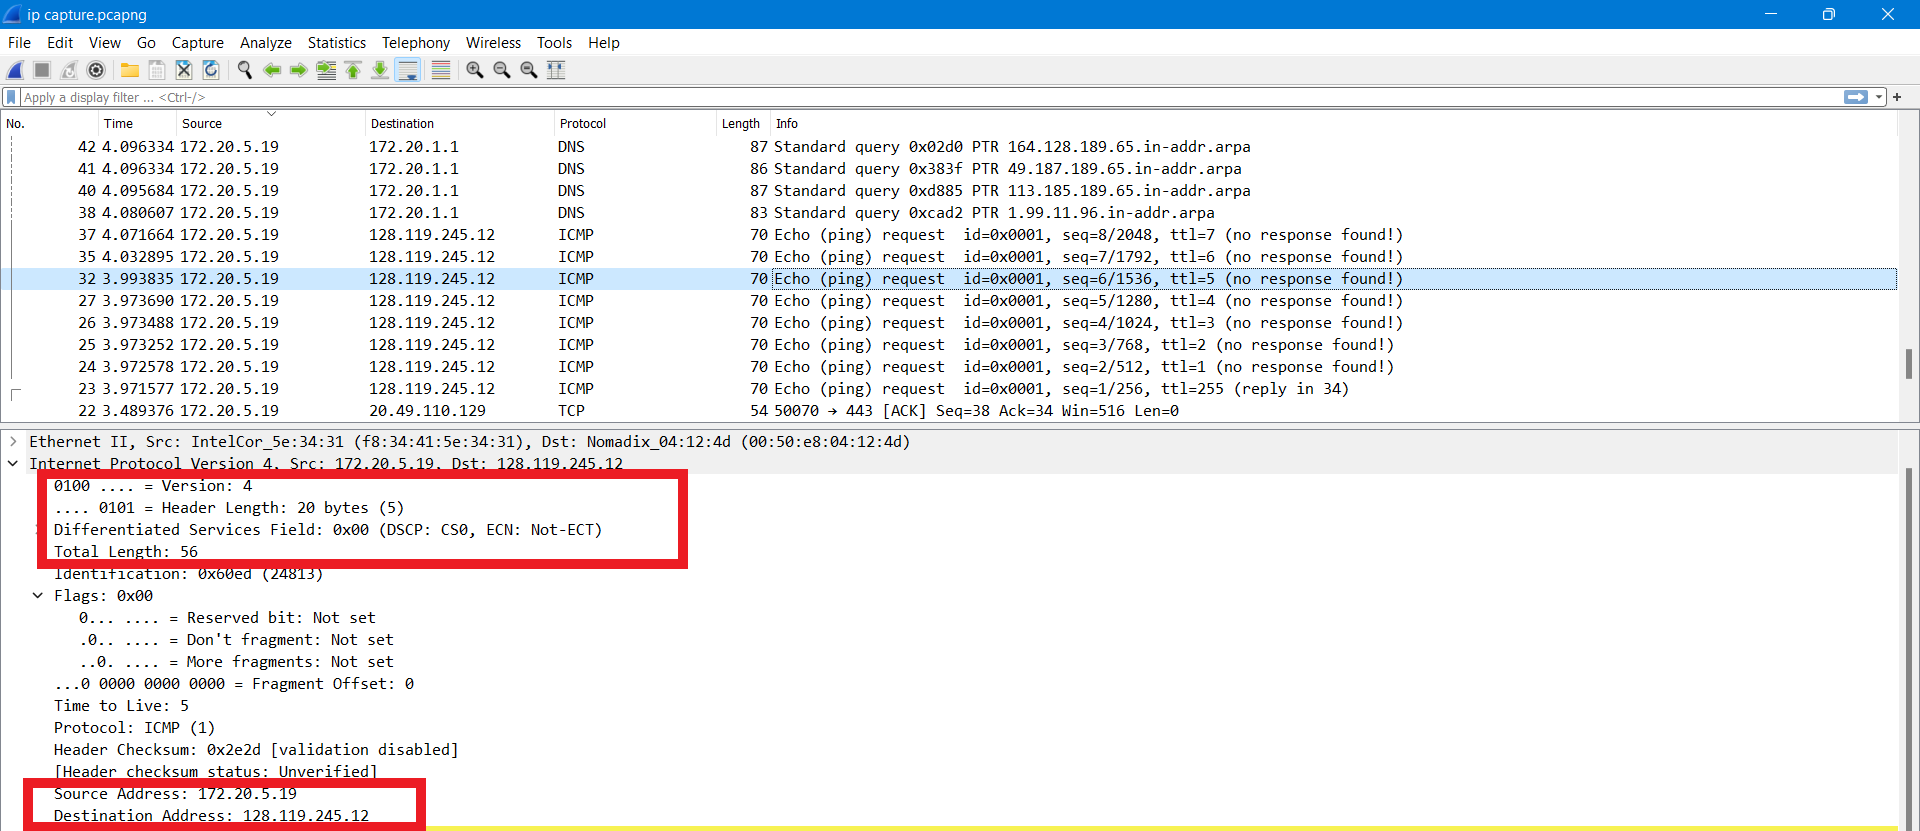 ip capture.pcapng
File Edit View Go Capture Analyze Statistics Telephony Wireless Tools Help
Apply a display filter ... <Ctrl-/>
No. Time Source Destination Protocol Length Info
42 4.096334 172.20.5.19 172.20.1.1 DNS 87 Standard query 0x02d0 PTR 164.128.189.65.in-addr.arpa
41 4.096334 172.20.5.19 172.20.1.1 DNS 86 Standard query 0x383f PTR 49.187.189.65.in-addr.arpa
40 4.095684 172.20.5.19 172.20.1.1 DNS 87 Standard query 0xd885 PTR 113.185.189.65.in-addr.arpa
38 4.080607 172.20.5.19 172.20.1.1 DNS 83 Standard query 0xcad2 PTR 1.99.11.96.in-addr.arpa
37 4.071664 172.20.5.19 128.119.245.12 ICMP 70 Echo (ping) request id=0x0001, seq=8/2048, ttl=7 (no response found!)
35 4.032895 172.20.5.19 128.119.245.12 ICMP 70 Echo (ping) request id=0x0001, seq=7/1792, ttl=6 (no response found!)
32 3.993835 172.20.5.19 128.119.245.12 ICMP 70 Echo (ping) request id=0x0001, seq=6/1536, ttl=5 (no response found!)
27 3.973690 172.20.5.19 128.119.245.12 ICMP 70 Echo (ping) request id=0x0001, seq=5/1280, ttl=4 (no response found!)
26 3.973488 172.20.5.19 128.119.245.12 ICMP 70 Echo (ping) request id=0x0001, seq=4/1024, ttl=3 (no response found!)
25 3.973252 172.20.5.19 128.119.245.12 ICMP 70 Echo (ping) request id=0x0001, seq=3/768, ttl=2 (no response found!)
24 3.972578 172.20.5.19 128.119.245.12 ICMP 70 Echo (ping) request id=0x0001, seq=2/512, ttl=1 (no response found!)
23 3.971577 172.20.5.19 128.119.245.12 ICMP 70 Echo (ping) request id=0x0001, seq=1/256, ttl=255 (reply in 34)
22 3.489376 172.20.5.19 20.49.110.129 TCP 54 50070 → 443 [ACK] Seq=38 Ack=34 Win=516 Len=0
Ethernet II, Src: IntelCor_5e:34:31 (f8:34:41:5e:34:31), Dst: Nomadix_04:12:4d (00:50:e8:04:12:4d)
Internet Protocol Version 4, Src: 172.20.5.19, Dst: 128.119.245.12
0100 .... = Version: 4
.... 0101 = Header Length: 20 bytes (5)
Differentiated Services Field: 0x00 (DSCP: CS0, ECN: Not-ECT)
Total Length: 56
Identification: 0x60ed (24813)
Flags: 0x00
0... .... = Reserved bit: Not set
.0.. .... = Don't fragment: Not set
..0. .... = More fragments: Not set
...0 0000 0000 0000 = Fragment Offset: 0
Time to Live: 5
Protocol: ICMP (1)
Header Checksum: 0x2e2d [validation disabled]
[Header checksum status: Unverified]
Source Address: 172.20.5.19
Destination Address: 128.119.245.12